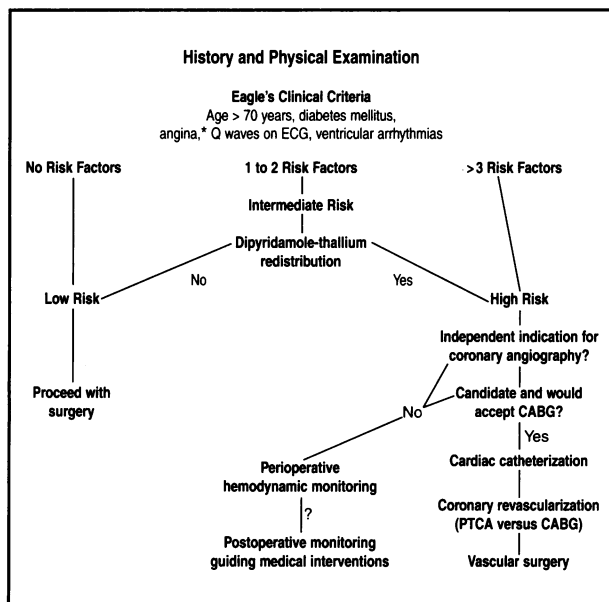 History and Physical Examination
Eagle's Clinical Criteria
Age > 70 years, diabetes mellitus,
angina,* Q waves on ECG, ventricular arrhythmias
No Risk Factors
1 to 2 Risk Factors
>3 Risk Factors
Intermediate Risk
Dipyridamole-thallium
redistribution
No
Yes
Low Risk
High Risk
Independent indication for
coronary angiography?
Proceed with
surgery
Candidate and would
accept CABG?
No
Yes
Perioperative
hemodynamic monitoring
Cardiac catheterization
?
Coronary revascularization
(PTCA versus CABG)
Postoperative monitoring
guiding medical interventions
Vascular surgery